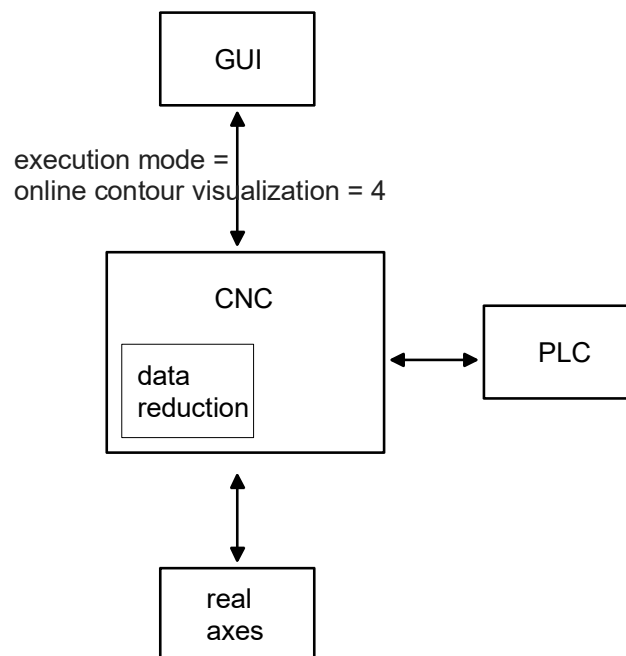 GUI
execution mode =
online contour visualization = 4
CNC
PLC
data
reduction
real
axes